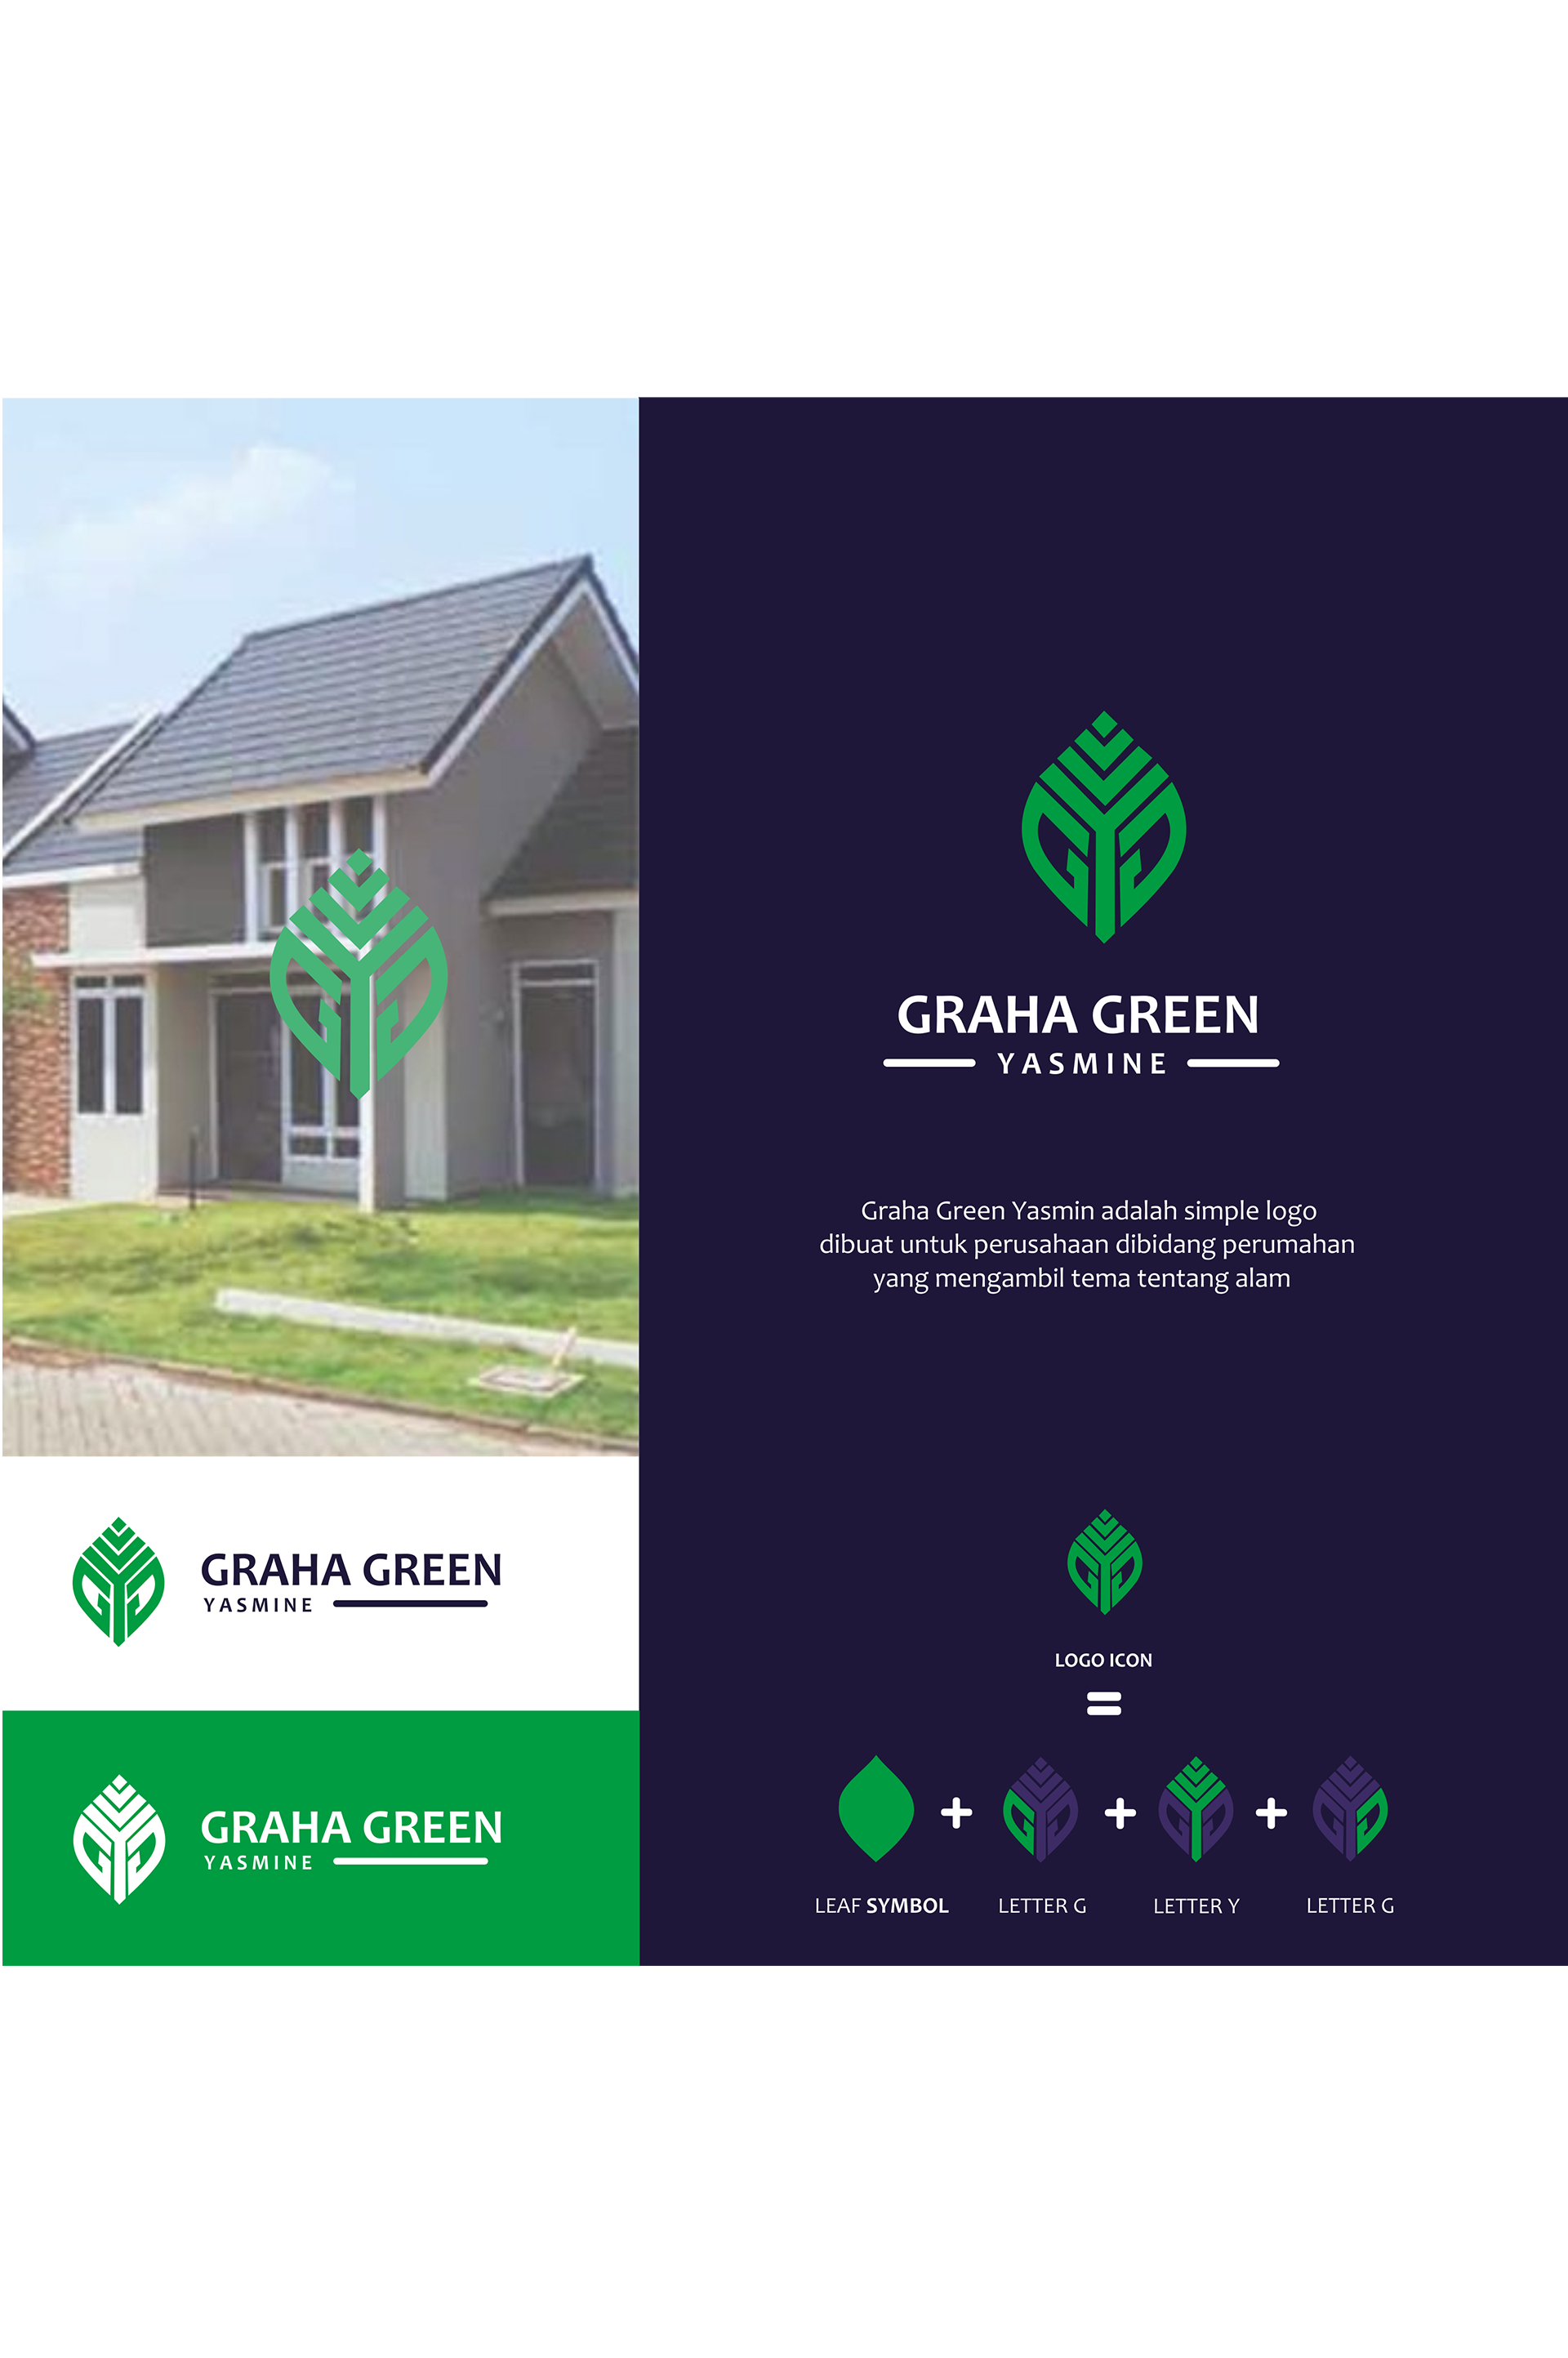 GRAHA GREEN
YASMINE
Graha Green Yasmin adalah simple logo
dibuat untuk perusahaan dibidang perumahan
yang mengambil tema tentang alam
GRAHA GREEN
YASMINE
GRAHA GREEN
YASMINE
LOGO ICON
=
+ + +
LEAF SYMBOL LETTER G LETTER Y LETTER G